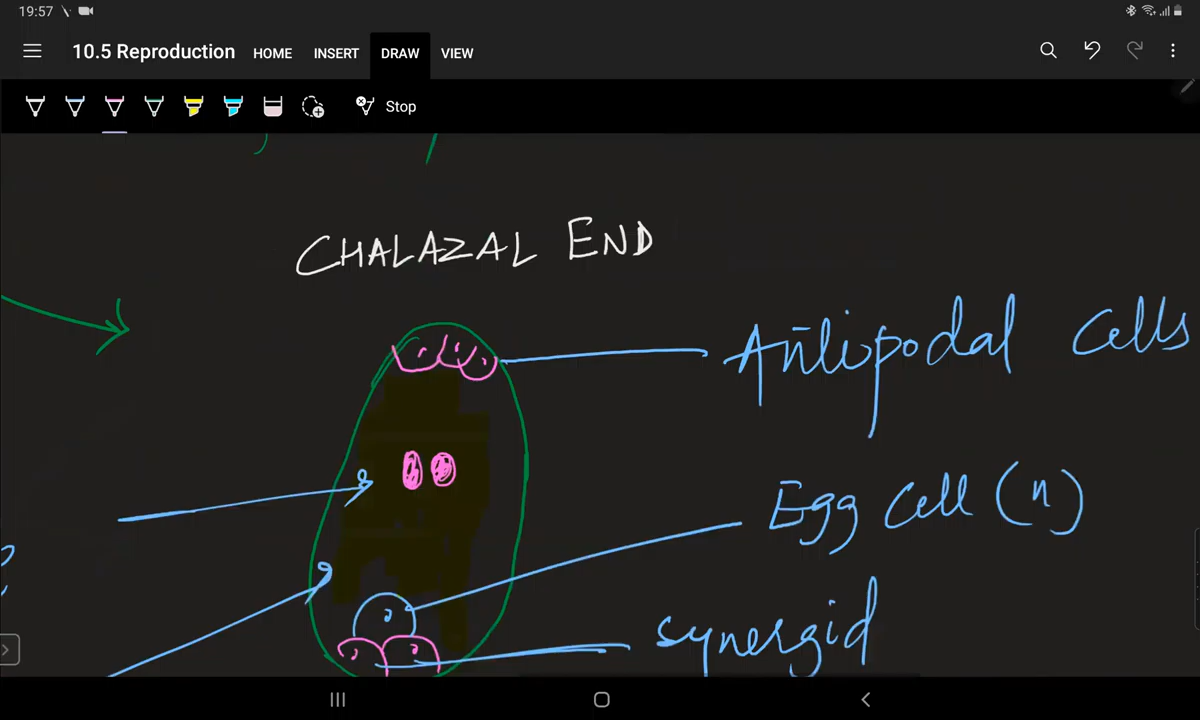 19:57
10.5 Reproduction HOME INSERT DRAW VIEW
Stop
CHALAZAL END
Antipodal cells
Egg cell (n)
synergid